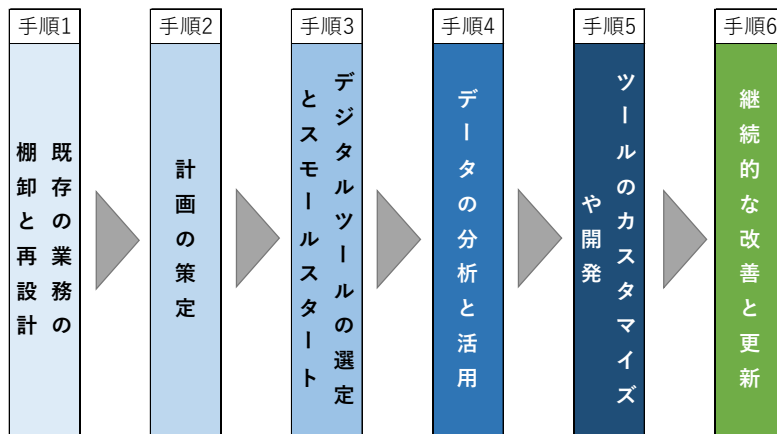 手順1
既存の業務の
棚卸と再設計
手順2
計画の策定
手順3
デジタルツールの選定
とスモールスタート
手順4
データの分析と活用
手順5
ツールのカスタマイズ
や開発
手順6
継続的な改善と更新